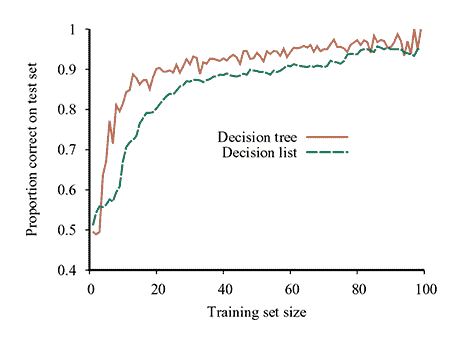 1
0.9
0.8
0.7
0.6
0.5
0.4
Proportion correct on test set
Decision tree
Decision list
0 20 40 60 80 100
Training set size